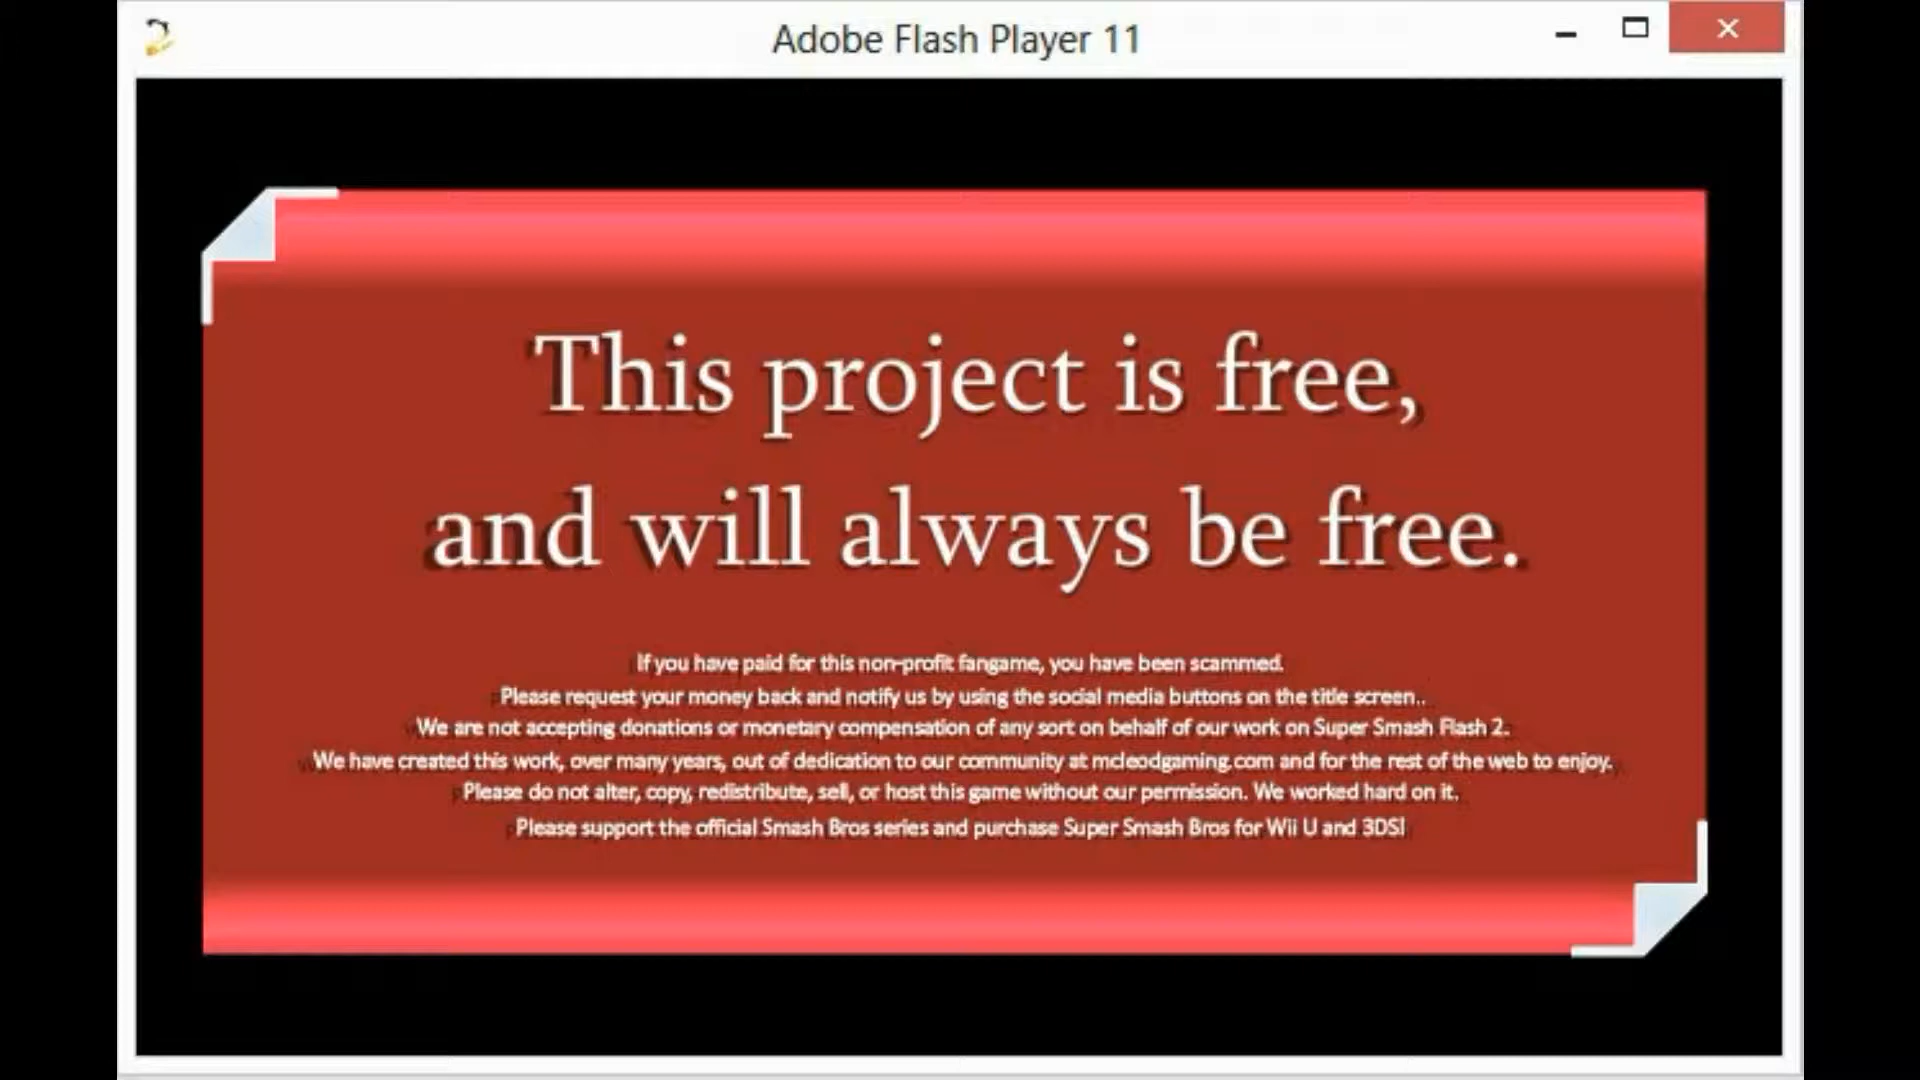 Adobe Flash Player 11
This project is free,
and will always be free.
If you have paid for this non-profit fangame, you have been scammed.
Please request your money back and notify us by using the social media buttons on the title screen..
We are not accepting donations or monetary compensation of any sort on behalf of our work on Super Smash Flash 2.
We have created this work, over many years, out of dedication to our community at mcleodgaming.com and for the rest of the web to enjoy.
Please do not alter, copy, redistribute, sell, or host this game without our permission. We worked hard on it.
Please support the official Smash Bros series and purchase Super Smash Bros for Wii U and 3DS!